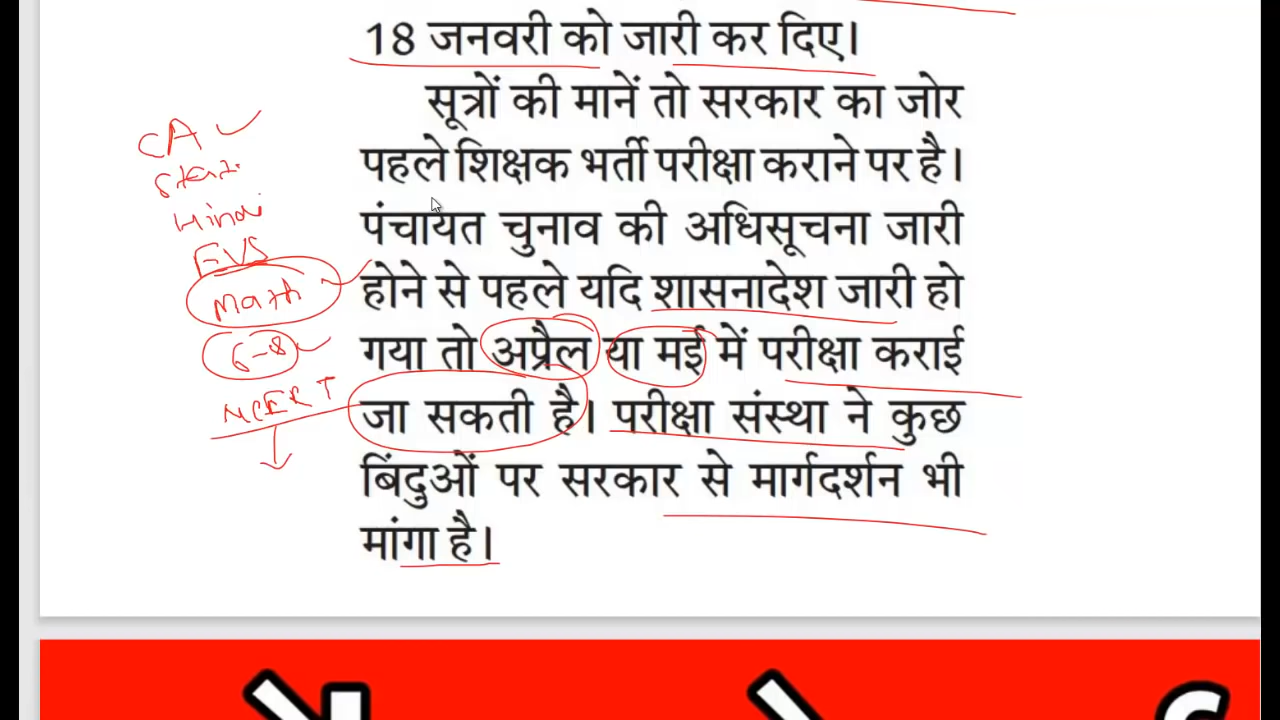 18 जनवरी को जारी कर दिए।
सूत्रों की मानें तो सरकार का जोर
पहले शिक्षक भर्ती परीक्षा कराने पर है।
पंचायत चुनाव की अधिसूचना जारी
होने से पहले यदि शासनादेश जारी हो
गया तो अप्रैल या मई में परीक्षा कराई
जा सकती है। परीक्षा संस्था ने कुछ
बिंदुओं पर सरकार से मार्गदर्शन भी
मांगा है।
CA
Hindi
EVS
Math
6-8
NCERT